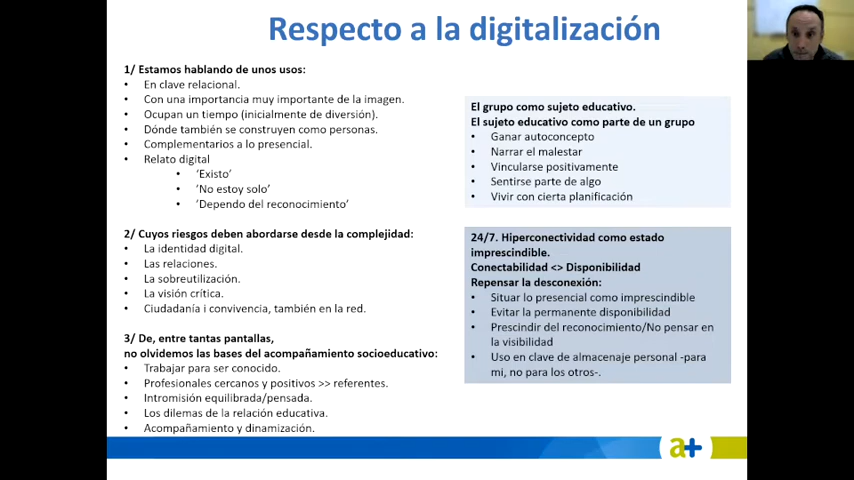 Respecto a la digitalización
1/ Estamos hablando de unos usos:
• En clave relacional.
• Con una importancia muy importante de la imagen.
• Ocupan un tiempo (inicialmente de diversión).
• Dónde también se construyen como personas.
• Complementarios a lo presencial.
• Relato digital
• 'Existo'
• 'No estoy solo'
• 'Dependo del reconocimiento'
2/ Cuyos riesgos deben abordarse desde la complejidad:
• La identidad digital.
• Las relaciones.
• La sobreutilización.
• La visión crítica.
• Ciudadanía i convivencia, también en la red.
3/ De, entre tantas pantallas,
no olvidemos las bases del acompañamiento socioeducativo:
• Trabajar para ser conocido.
• Profesionales cercanos y positivos >> referentes.
• Intromisión equilibrada/pensada.
• Los dilemas de la relación educativa.
• Acompañamiento y dinamización.
El grupo como sujeto educativo.
El sujeto educativo como parte de un grupo
• Ganar autoconcepto
• Narrar el malestar
• Vincularse positivamente
• Sentirse parte de algo
• Vivir con cierta planificación
24/7. Hiperconectividad como estado
imprescindible.
Conectabilidad <> Disponibilidad
Repensar la desconexión:
• Situar lo presencial como imprescindible
• Evitar la permanente disponibilidad
• Prescindir del reconocimiento/No pensar en
la visibilidad
• Uso en clave de almacenaje personal -para
mi, no para los otros-.
a+